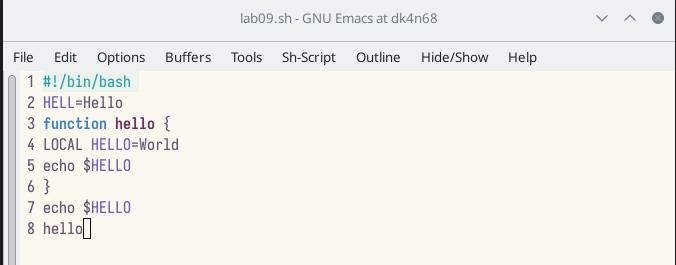 lab09.sh - GNU Emacs at dk4n68
File Edit Options Buffers Tools Sh-Script Outline Hide/Show Help
1 #!/bin/bash
2 HELL=Hello
3 function hello {
4 LOCAL HELLO=World
5 echo $HELLO
6 }
7 echo $HELLO
8 hello